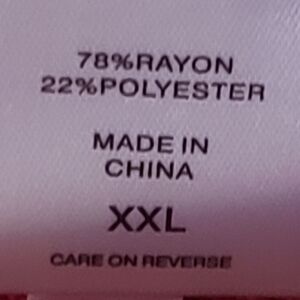 78%RAYON
22%POLYESTER
MADE IN
CHINA
XXL
CARE ON REVERSE